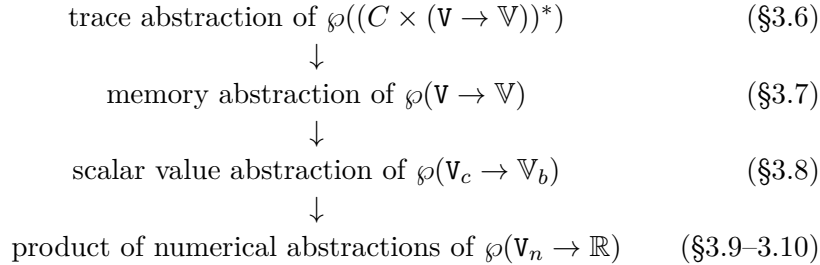 trace abstraction of ℘((C × (V → 𝕍))*) (§3.6)
↓
memory abstraction of ℘(V → 𝕍) (§3.7)
↓
scalar value abstraction of ℘(V_c → 𝕍_b) (§3.8)
↓
product of numerical abstractions of ℘(V_n → ℝ) (§3.9–3.10)